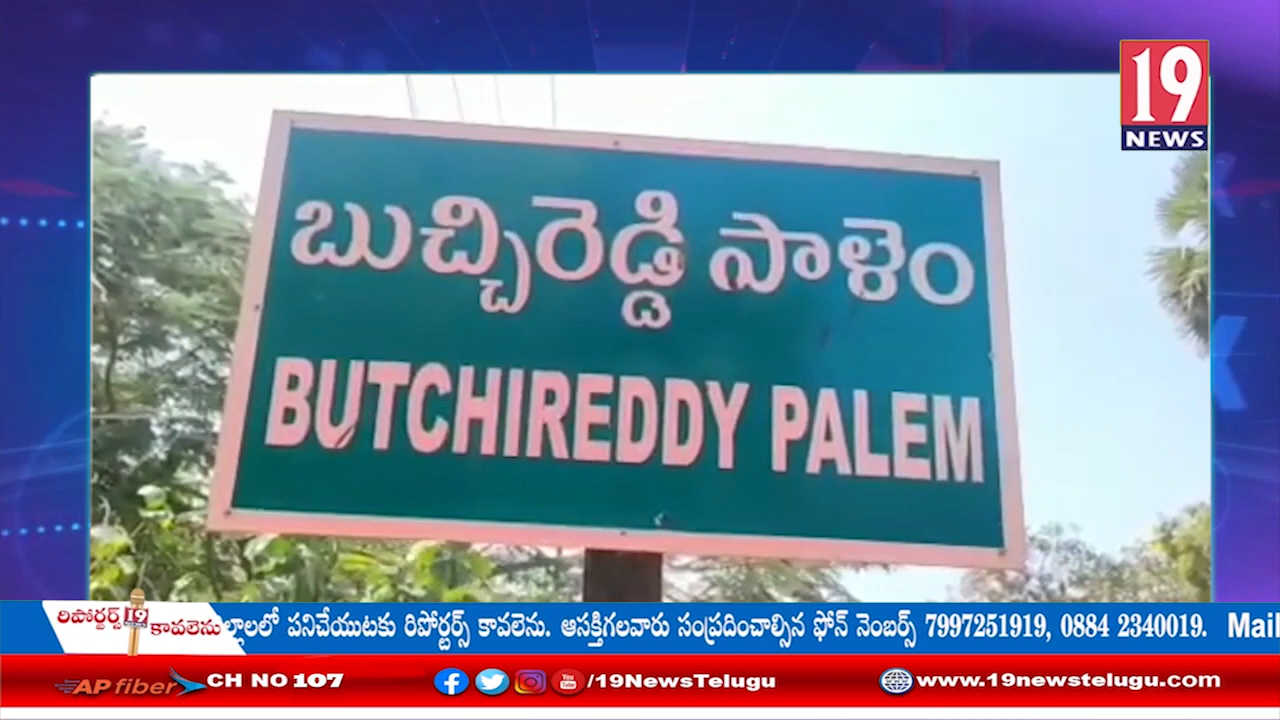 19
NEWS
బుచ్చిరెడ్డి పాళెం
BUTCHIREDDY PALEM
రిపోర్టర్స్ 19
కావలెను
ల్లాలలో పనిచేయుటకు రిపోర్టర్స్ కావలెను. ఆసక్తిగలవారు సంప్రదించాల్సిన ఫోన్ నెంబర్స్ 7997251919, 0884 2340019. Mail
AP fiber CH NO 107 /19NewsTelugu www.19newstelugu.com